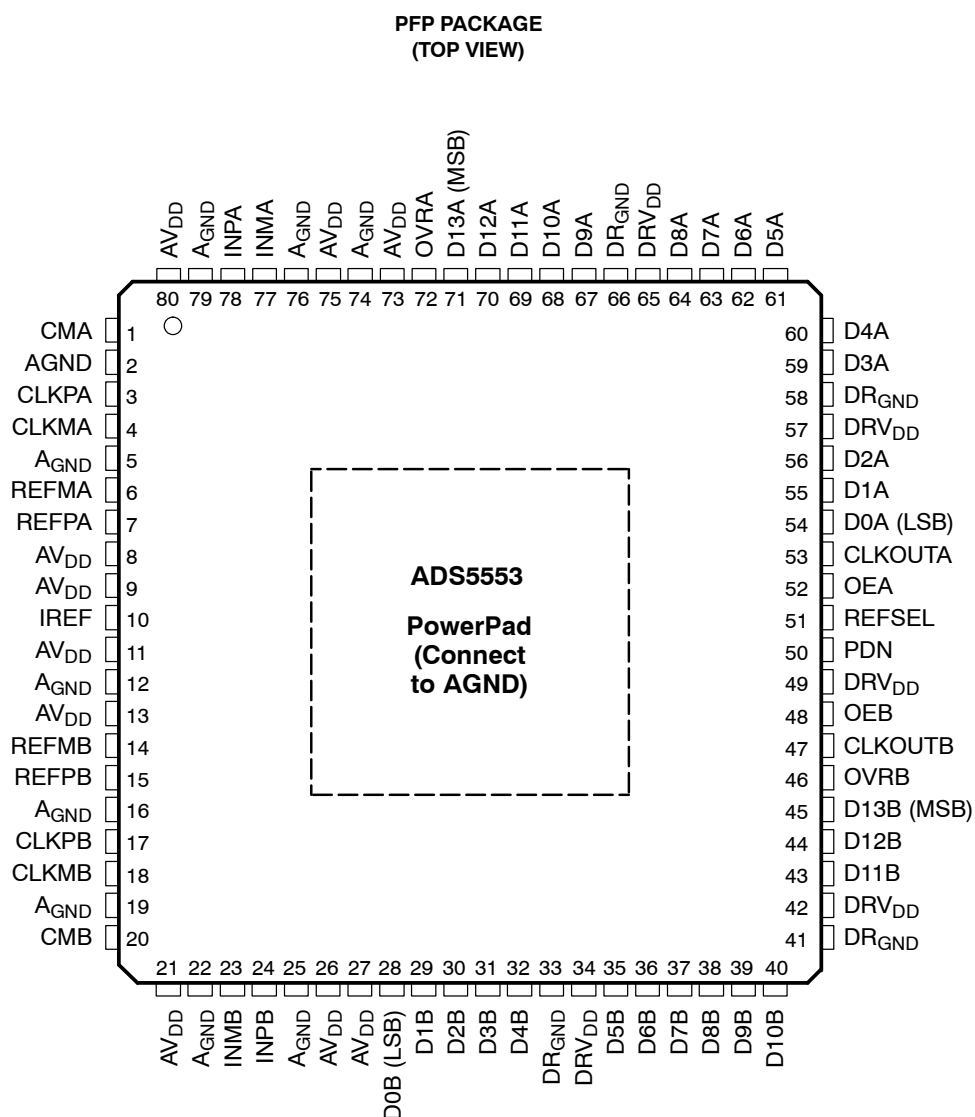 PFP PACKAGE
(TOP VIEW)
AVDD
AGND
INPA
INMA
AGND
AVDD
AGND
AVDD
OVRA
D13A (MSB)
D12A
D11A
D10A
D9A
DRGND
DRVDD
D8A
D7A
D6A
D5A
80 79 78 77 76 75 74 73 72 71 70 69 68 67 66 65 64 63 62 61
CMA 1
AGND 2
CLKPA 3
CLKMA 4
AGND 5
REFMA 6
REFPA 7
AVDD 8
AVDD 9
IREF 10
AVDD 11
AGND 12
AVDD 13
REFMB 14
REFPB 15
AGND 16
CLKPB 17
CLKMB 18
AGND 19
CMB 20
ADS5553
PowerPad
(Connect
to AGND)
60 D4A
59 D3A
58 DRGND
57 DRVDD
56 D2A
55 D1A
54 D0A (LSB)
53 CLKOUTA
52 OEA
51 REFSEL
50 PDN
49 DRVDD
48 OEB
47 CLKOUTB
46 OVRB
45 D13B (MSB)
44 D12B
43 D11B
42 DRVDD
41 DRGND
21 22 23 24 25 26 27 28 29 30 31 32 33 34 35 36 37 38 39 40
AVDD
AGND
INMB
INPB
AGND
AVDD
AVDD
D0B (LSB)
D1B
D2B
D3B
D4B
DRGND
DRVDD
D5B
D6B
D7B
D8B
D9B
D10B